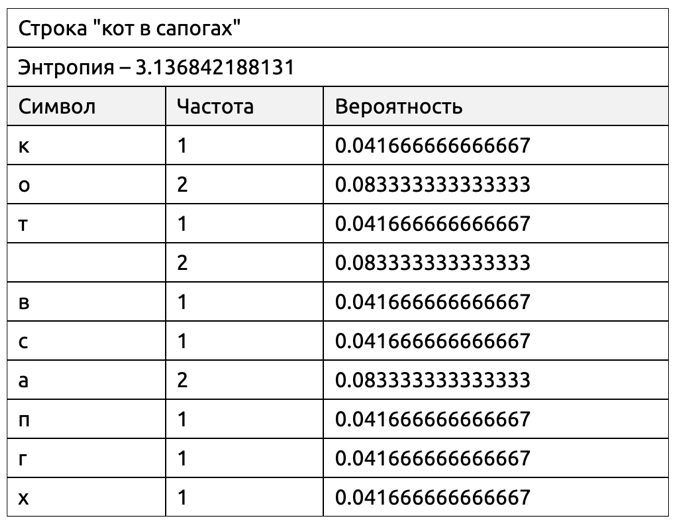 Строка "кот в сапогах"
Энтропия – 3.136842188131
Символ Частота Вероятность
к 1 0.041666666666667
о 2 0.083333333333333
т 1 0.041666666666667
2 0.083333333333333
в 1 0.041666666666667
с 1 0.041666666666667
а 2 0.083333333333333
п 1 0.041666666666667
г 1 0.041666666666667
х 1 0.041666666666667